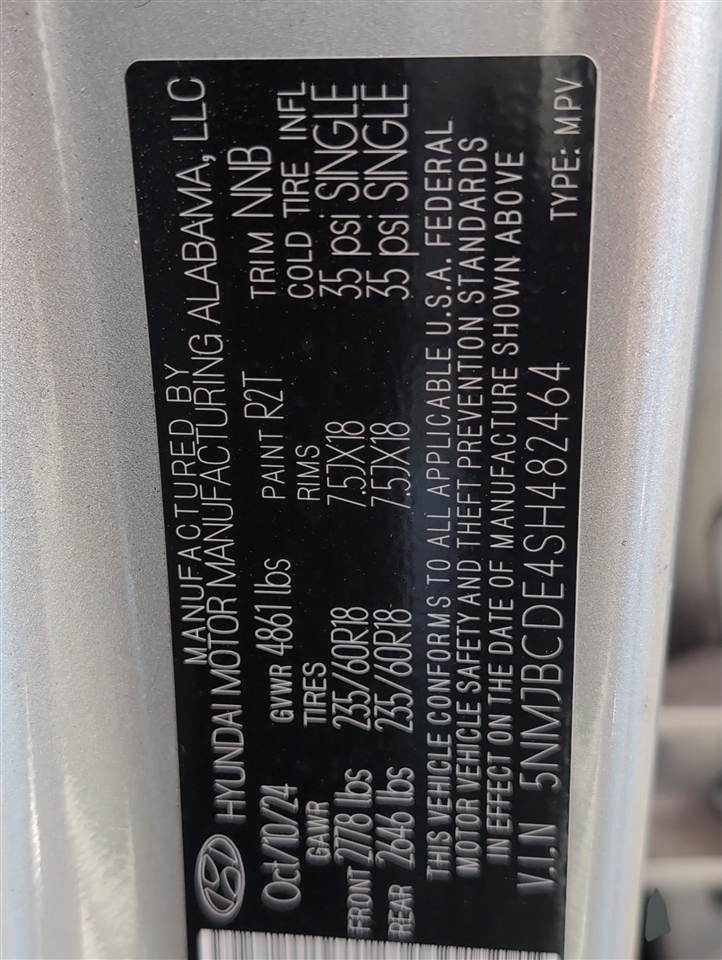 MANUFACTURED BY
HYUNDAI MOTOR MANUFACTURING ALABAMA, LLC
Oct/10/24 GVWR 4861 lbs PAINT R2T TRIM NNB
GAWR TIRES RIMS COLD TIRE INFL
FRONT 2778 lbs 235/60R18 7.5JX18 35 psi SINGLE
REAR 2646 lbs 235/60R18 7.5JX18 35 psi SINGLE
THIS VEHICLE CONFORMS TO ALL APPLICABLE U.S.A. FEDERAL
MOTOR VEHICLE SAFETY AND THEFT PREVENTION STANDARDS
IN EFFECT ON THE DATE OF MANUFACTURE SHOWN ABOVE
V.I.N 5NMJBCDE4SH482464 TYPE: MPV